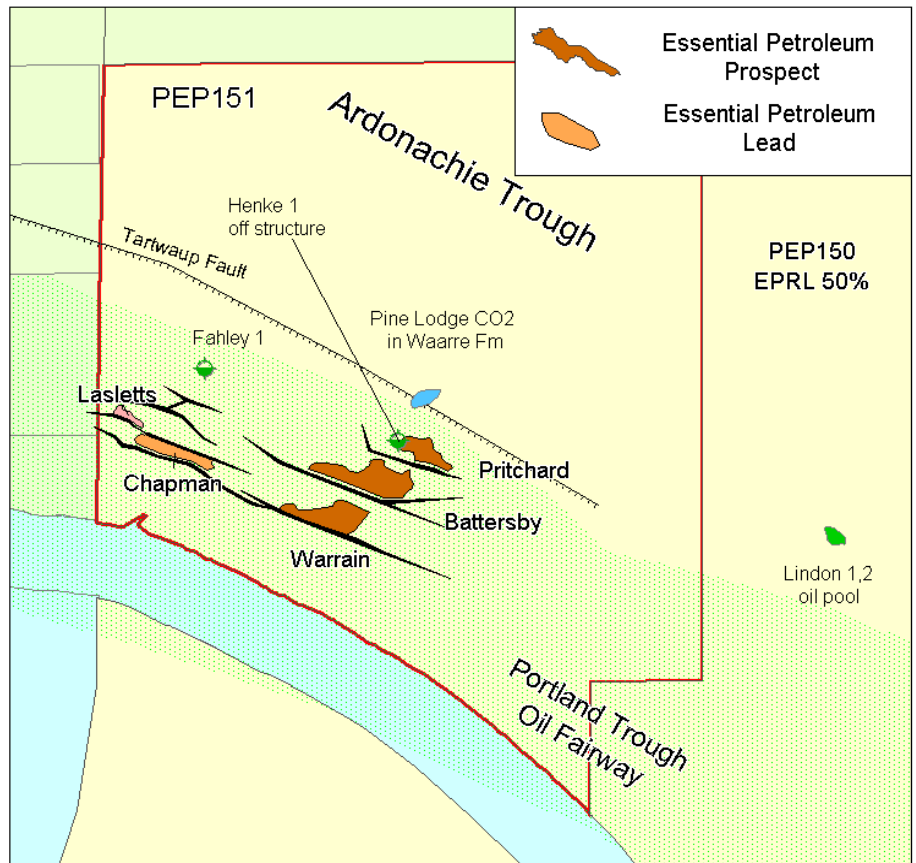 Essential Petroleum
Prospect
Essential Petroleum
Lead
PEP151
Ardonachie Trough
Henke 1
off structure
Tartwaup Fault
PEP150
EPRL 50%
Pine Lodge CO2
in Waarre Fm
Fahley 1
Lasletts
Pritchard
Chapman
Battersby
Warrain
Lindon 1,2
oil pool
Portland Trough
Oil Fairway